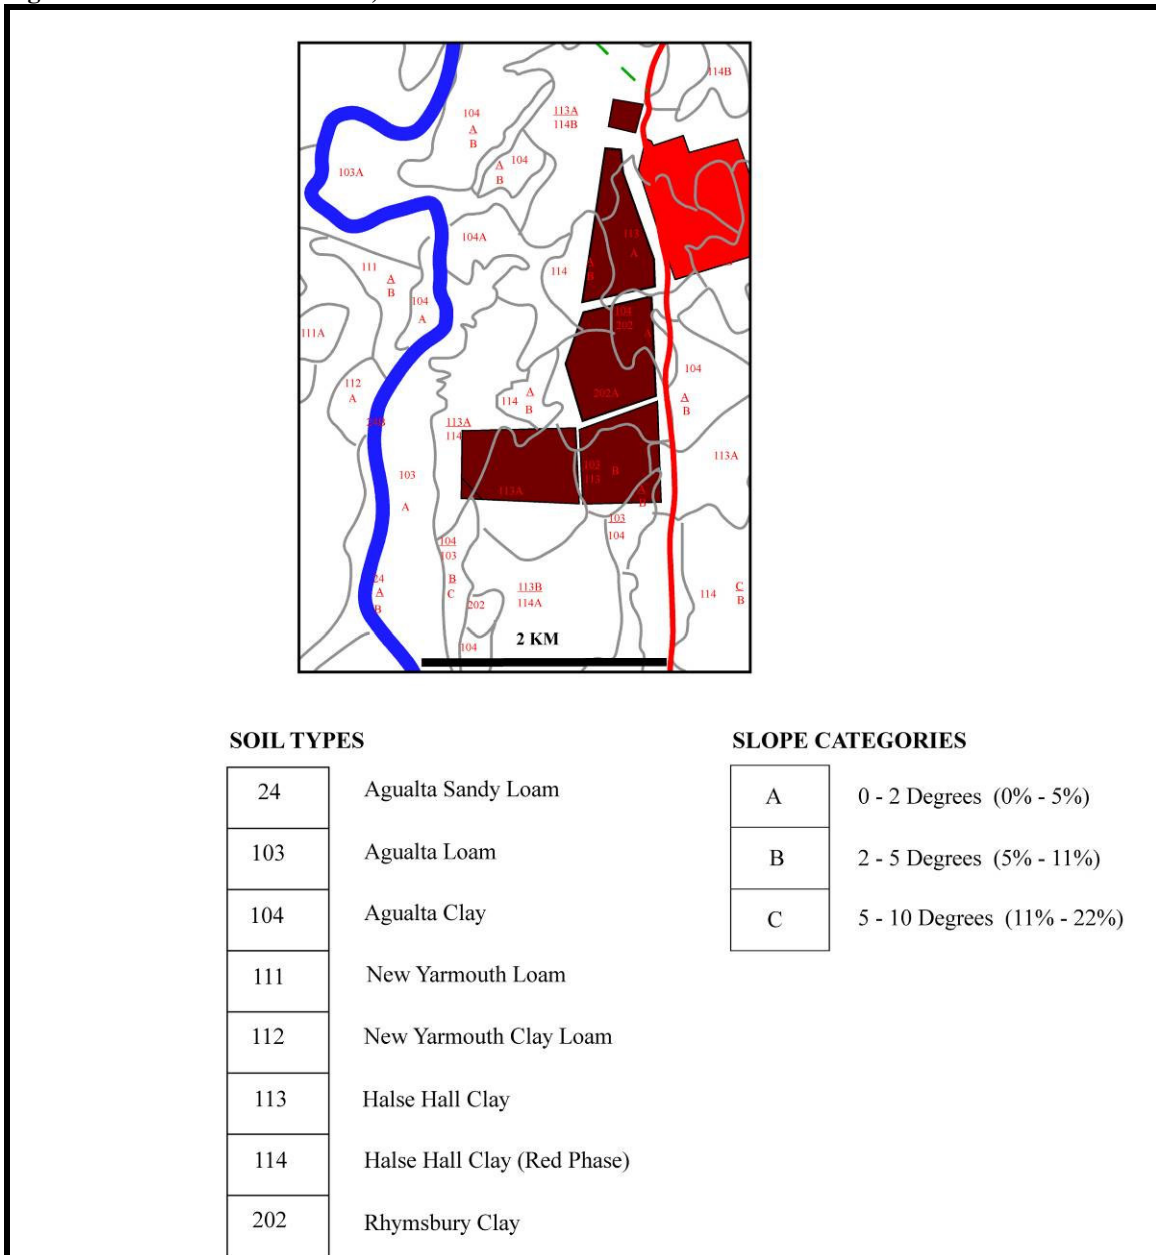 114B
113A
114B
104
A
B
104
A
B
103A
113
A
104A
114
A
B
111
A
B
104
A
104
202
A
111A
104
A
B
112
A
202A
114
A
B
113A
114
113A
102
113
B
113A
A
B
103
A
103
104
104
103
B
C
24
A
B
202
113B
114A
114
C
B
104
2 KM
SOIL TYPES
24 Agualta Sandy Loam
103 Agualta Loam
104 Agualta Clay
111 New Yarmouth Loam
112 New Yarmouth Clay Loam
113 Halse Hall Clay
114 Halse Hall Clay (Red Phase)
202 Rhymsbury Clay
SLOPE CATEGORIES
A 0 - 2 Degrees (0% - 5%)
B 2 - 5 Degrees (5% - 11%)
C 5 - 10 Degrees (11% - 22%)